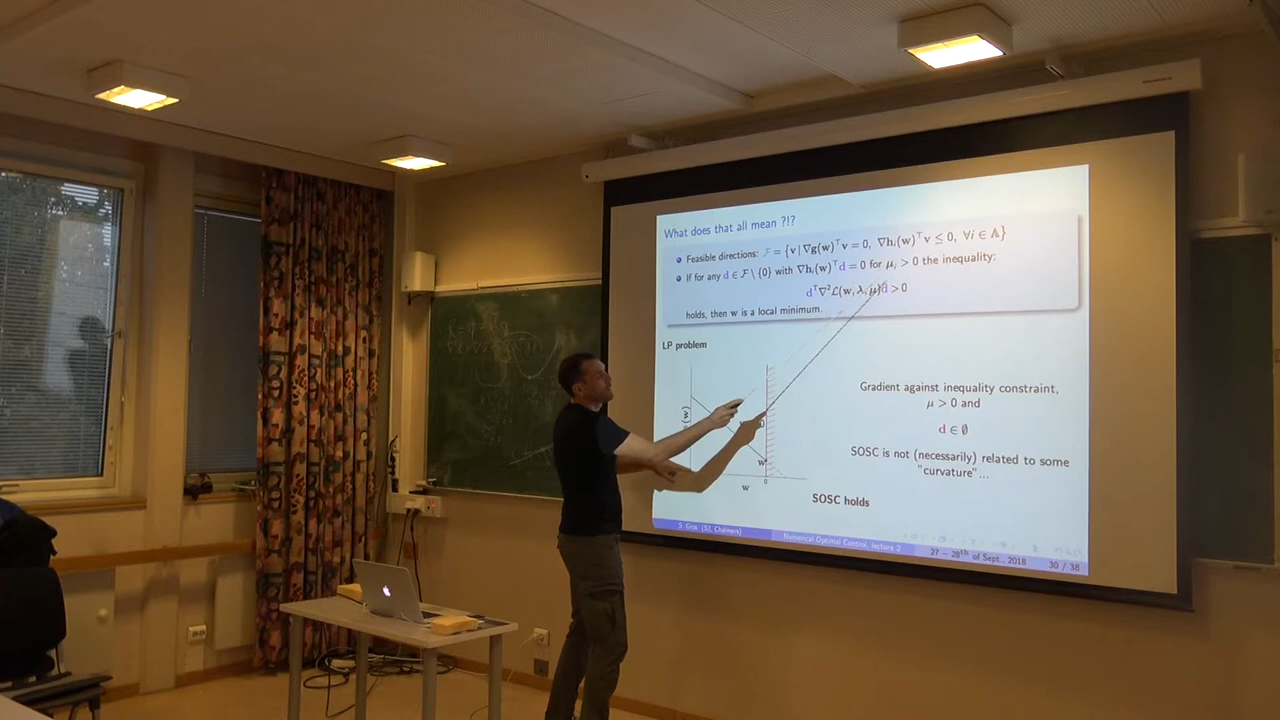 What does that all mean ?!?
Feasible directions: F = {v | ∇g(w)ᵀv = 0, ∇hᵢ(w)ᵀv ≤ 0, ∀i ∈ 𝔸}
If for any d ∈ F \ {0} with ∇hᵢ(w)ᵀd = 0 for μᵢ > 0 the inequality:
dᵀ∇²L(w, λ, μ)d > 0
holds, then w is a local minimum.
LP problem
Gradient against inequality constraint,
μ > 0 and
d ∈ ∅
SOSC is not (necessarily) related to some
"curvature"...
(w)
w
0
w
SOSC holds
S. Gros (S2, Chalmers)
Numerical Optimal Control, lecture 2
27 − 28ᵗʰ of Sept., 2018
30 / 38